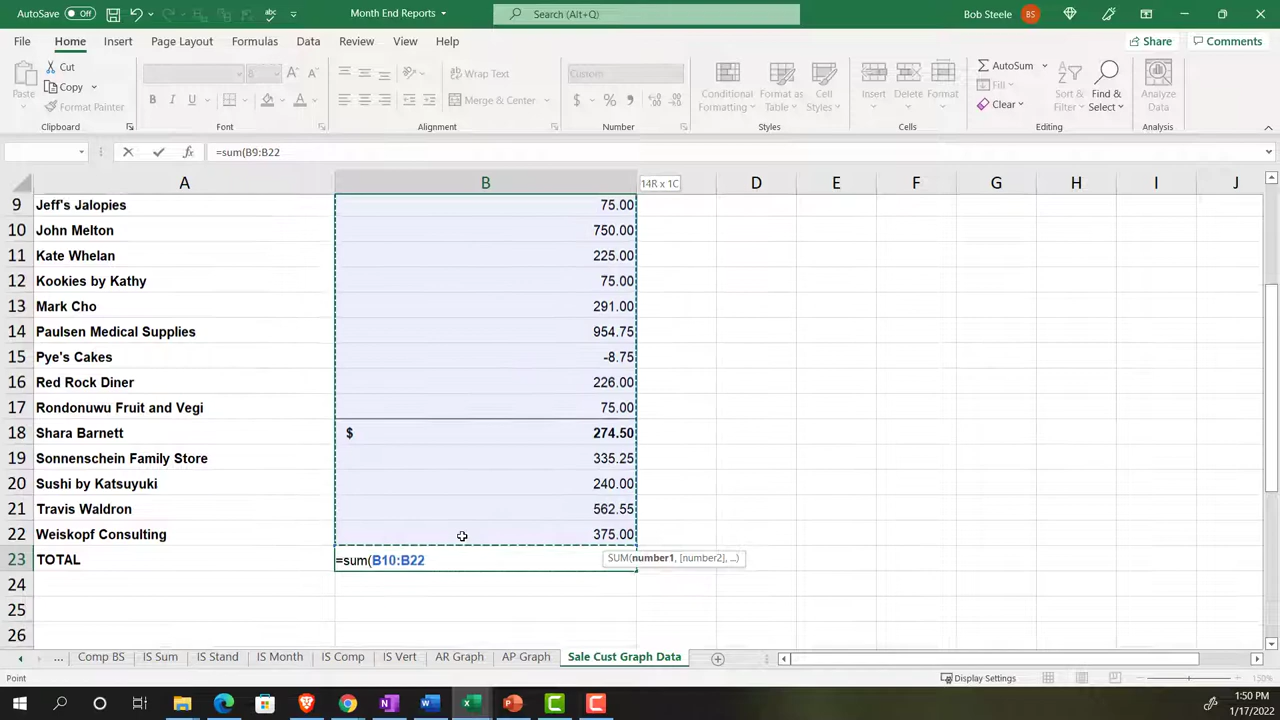 AutoSave Off Month End Reports Search (Alt+Q) Bob Steele BS
File Home Insert Page Layout Formulas Data Review View Help Share Comments
Paste Cut Copy Format Painter Wrap Text Merge & Center Custom Conditional Formatting Format as Table Cell Styles Insert Delete Format AutoSum Fill Clear Sort & Filter Find & Select Analyze Data
Clipboard Font Alignment Number Styles Cells Editing Analysis
=sum(B9:B22
A B 14R x 1C D E F G H I J
9 Jeff's Jalopies 75.00
10 John Melton 750.00
11 Kate Whelan 225.00
12 Kookies by Kathy 75.00
13 Mark Cho 291.00
14 Paulsen Medical Supplies 954.75
15 Pye's Cakes -8.75
16 Red Rock Diner 226.00
17 Rondonuwu Fruit and Vegi 75.00
18 Shara Barnett $ 274.50
19 Sonnenschein Family Store 335.25
20 Sushi by Katsuyuki 240.00
21 Travis Waldron 562.55
22 Weiskopf Consulting 375.00
23 TOTAL =sum(B10:B22 SUM(number1, [number2], ...)
24
25
26
... Comp BS IS Sum IS Stand IS Month IS Comp IS Vert AR Graph AP Graph Sale Cust Graph Data
Point Display Settings 150%
1:50 PM
1/17/2022